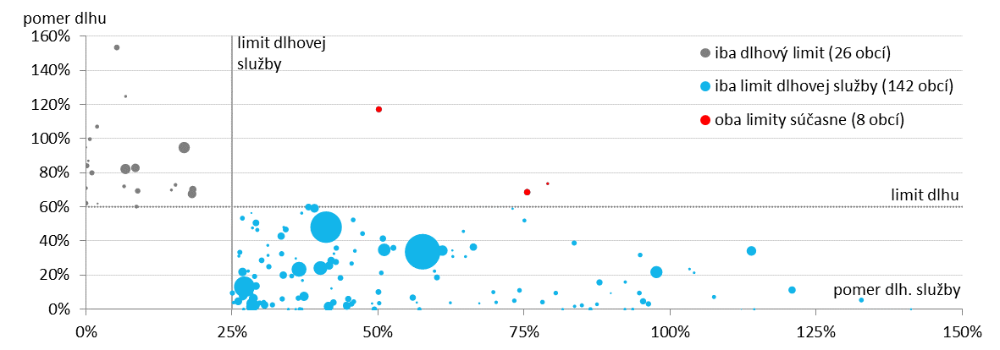 pomer dlhu
160%
140%
120%
100%
80%
60%
40%
20%
0%
limit dlhovej
služby
iba dlhový limit (26 obcí)
iba limit dlhovej služby (142 obcí)
oba limity súčasne (8 obcí)
limit dlhu
pomer dlh. služby
0%
25%
50%
75%
100%
125%
150%